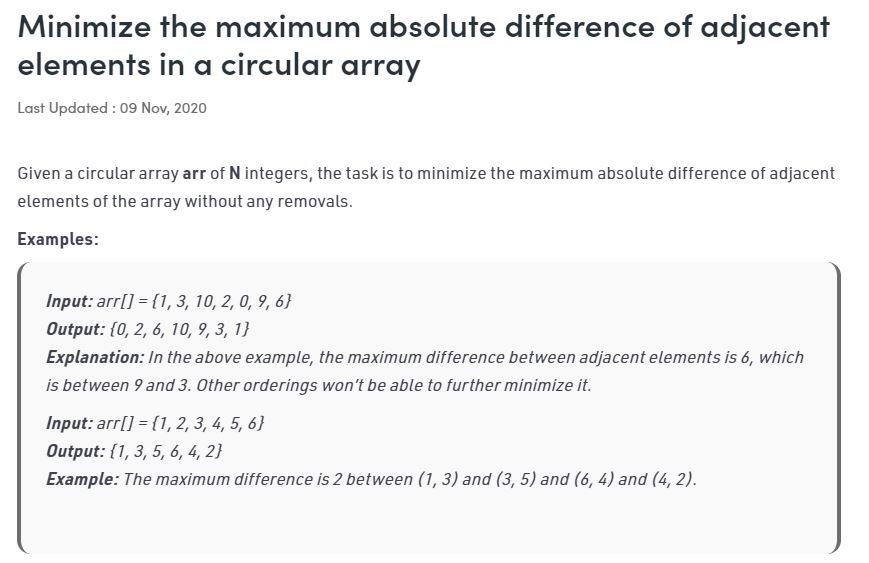 Minimize the maximum absolute difference of adjacent
elements in a circular array
Last Updated : 09 Nov, 2020
Given a circular array arr of N integers, the task is to minimize the maximum absolute difference of adjacent
elements of the array without any removals.
Examples:
Input: arr[] = {1, 3, 10, 2, 0, 9, 6}
Output: {0, 2, 6, 10, 9, 3, 1}
Explanation: In the above example, the maximum difference between adjacent elements is 6, which
is between 9 and 3. Other orderings won't be able to further minimize it.
Input: arr[] = {1, 2, 3, 4, 5, 6}
Output: {1, 3, 5, 6, 4, 2}
Example: The maximum difference is 2 between (1, 3) and (3, 5) and (6, 4) and (4, 2).